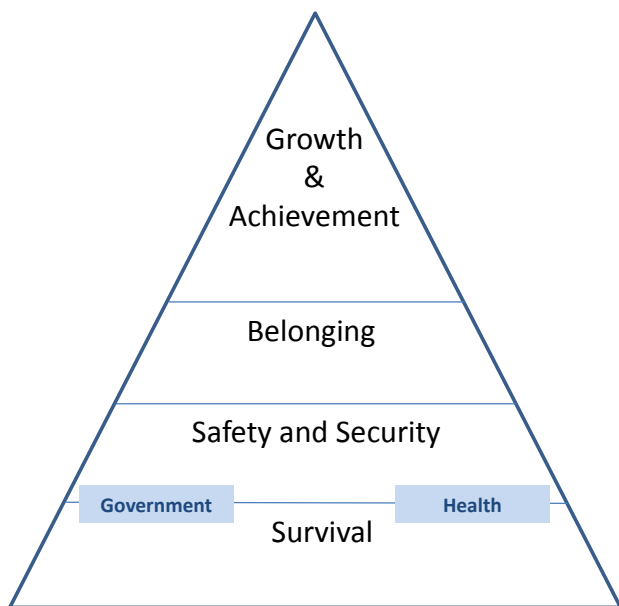 Growth
&
Achievement
Belonging
Safety and Security
Government
Health
Survival